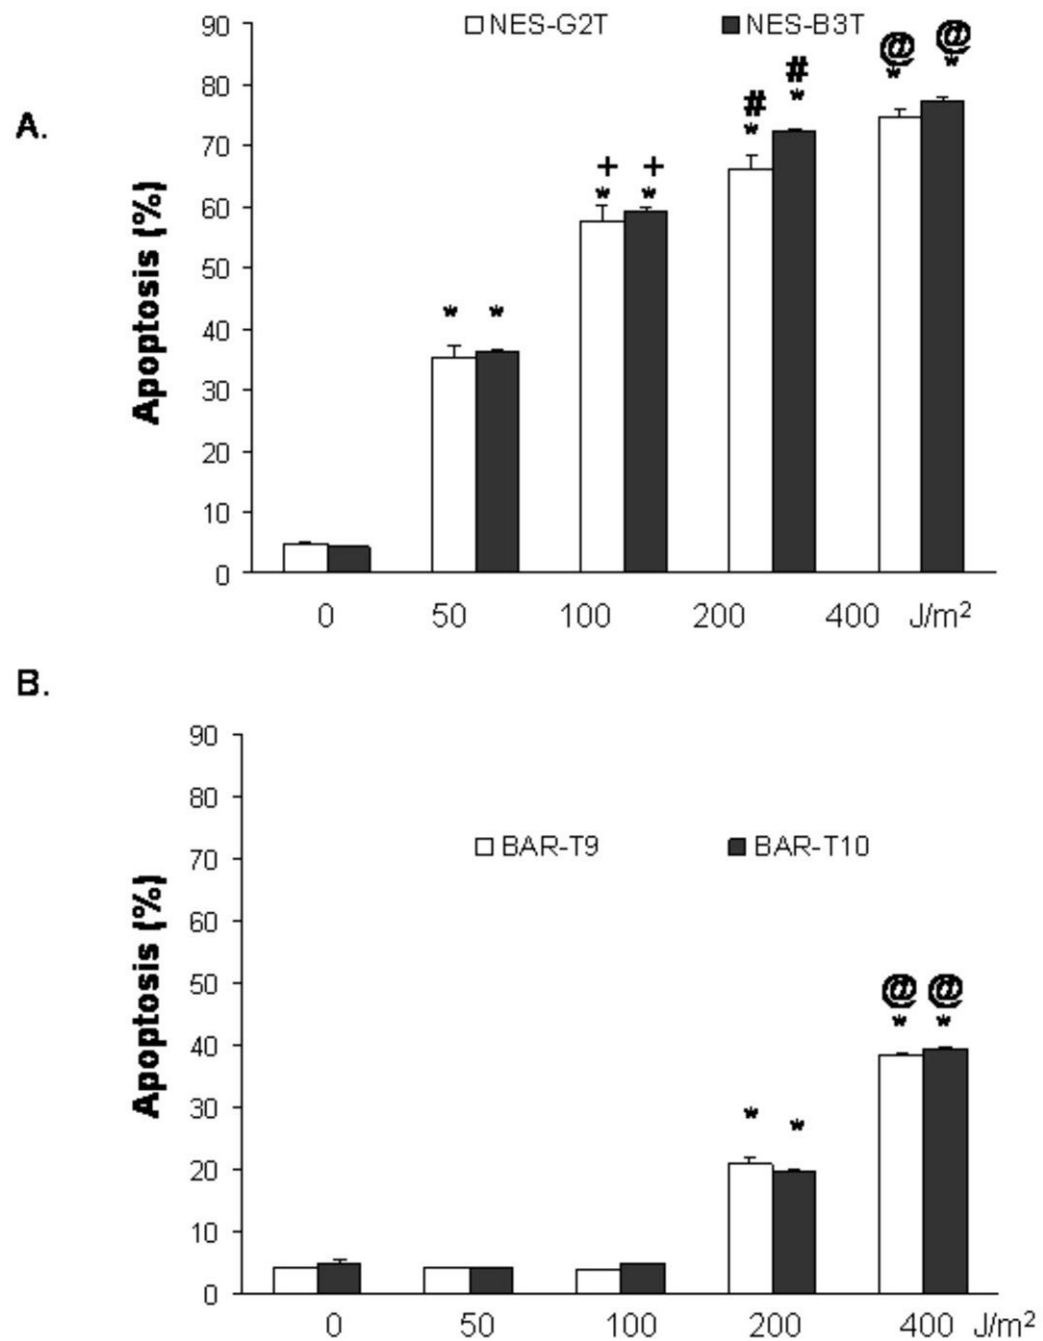 90 NES-G2T NES-B3T @ @
80 # * *
A. # *
70 *
+ +
60 * *
50
* *
40
30
20
10
0
Apoptosis (%)
0 50 100 200 400 J/m²
B.
90
80
BAR-T9 BAR-T10
70
60
50 @ @
* *
40
30 * *
20
10
0
Apoptosis (%)
0 50 100 200 400 J/m²